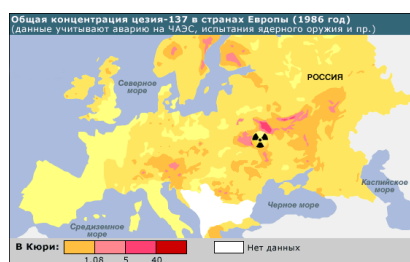 Общая концентрация цезия-137 в странах Европы (1986 год)
(данные учитывают аварию на ЧАЭС, испытания ядерного оружия и пр.)
Северное
море
РОССИЯ
Каспийское
море
Черное море
Средиземное
море
В Кюри:
Нет данных
1.08 5 40